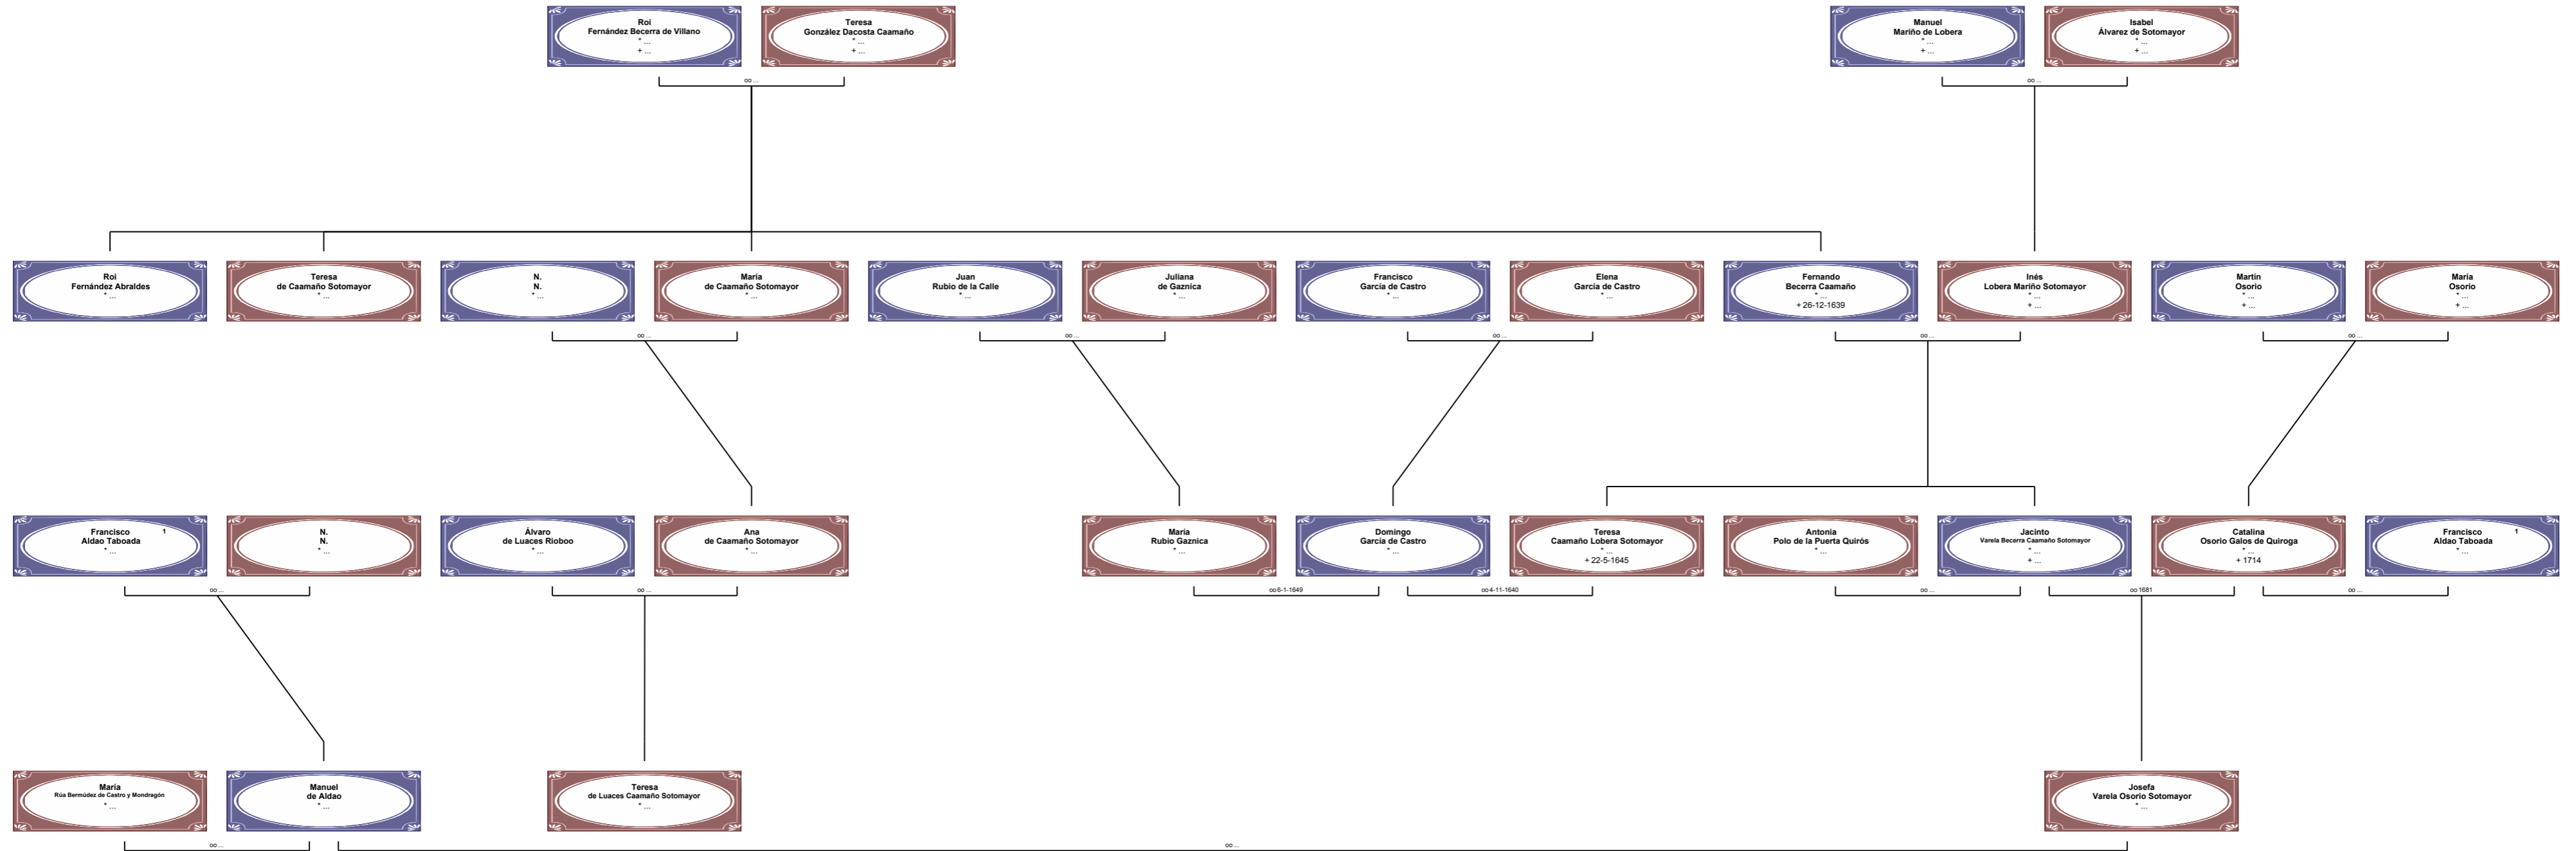 Roi
Fernández Becerra de Villano
* ...
+ ...
Teresa
González Dacosta Caamaño
* ...
+ ...
Manuel
Mariño de Lobera
* ...
+ ...
Isabel
Álvarez de Sotomayor
* ...
+ ...
oo ...
oo ...
Roi
Fernández Abraldes
* ...
Teresa
de Caamaño Sotomayor
* ...
N.
N.
* ...
María
de Caamaño Sotomayor
* ...
Juan
Rubio de la Calle
* ...
Juliana
de Gaznica
* ...
Francisco
García de Castro
* ...
Elena
García de Castro
* ...
Fernando
Becerra Caamaño
* ...
+ 26-12-1639
Inés
Lobera Mariño Sotomayor
* ...
+ ...
Martín
Osorio
* ...
+ ...
María
Osorio
* ...
+ ...
oo ...
oo ...
oo ...
oo ...
oo ...
Francisco 1
Aldao Taboada
* ...
N.
N.
* ...
Álvaro
de Luaces Rioboo
* ...
Ana
de Caamaño Sotomayor
* ...
María
Rubio Gaznica
* ...
Domingo
García de Castro
* ...
Teresa
Caamaño Lobera Sotomayor
* ...
+ 22-5-1645
Antonia
Polo de la Puerta Quirós
* ...
Jacinto
Varela Becerra Caamaño Sotomayor
* ...
+ ...
Catalina
Osorio Galos de Quiroga
* ...
+ 1714
Francisco 1
Aldao Taboada
* ...
oo ...
oo ...
oo 6-1-1649
oo 4-11-1640
oo ...
oo 1681
oo ...
María
Rúa Bermúdez de Castro y Mondragón
* ...
Manuel
de Aldao
* ...
Teresa
de Luaces Caamaño Sotomayor
* ...
Josefa
Varela Osorio Sotomayor
* ...
oo ...
oo ...